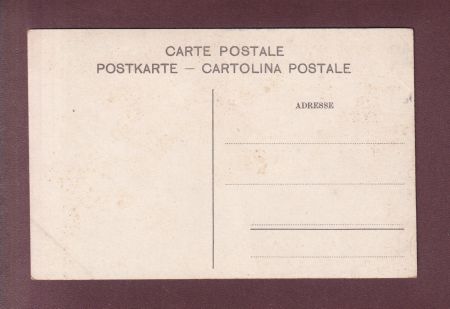 CARTE POSTALE
POSTKARTE — CARTOLINA POSTALE
ADRESSE